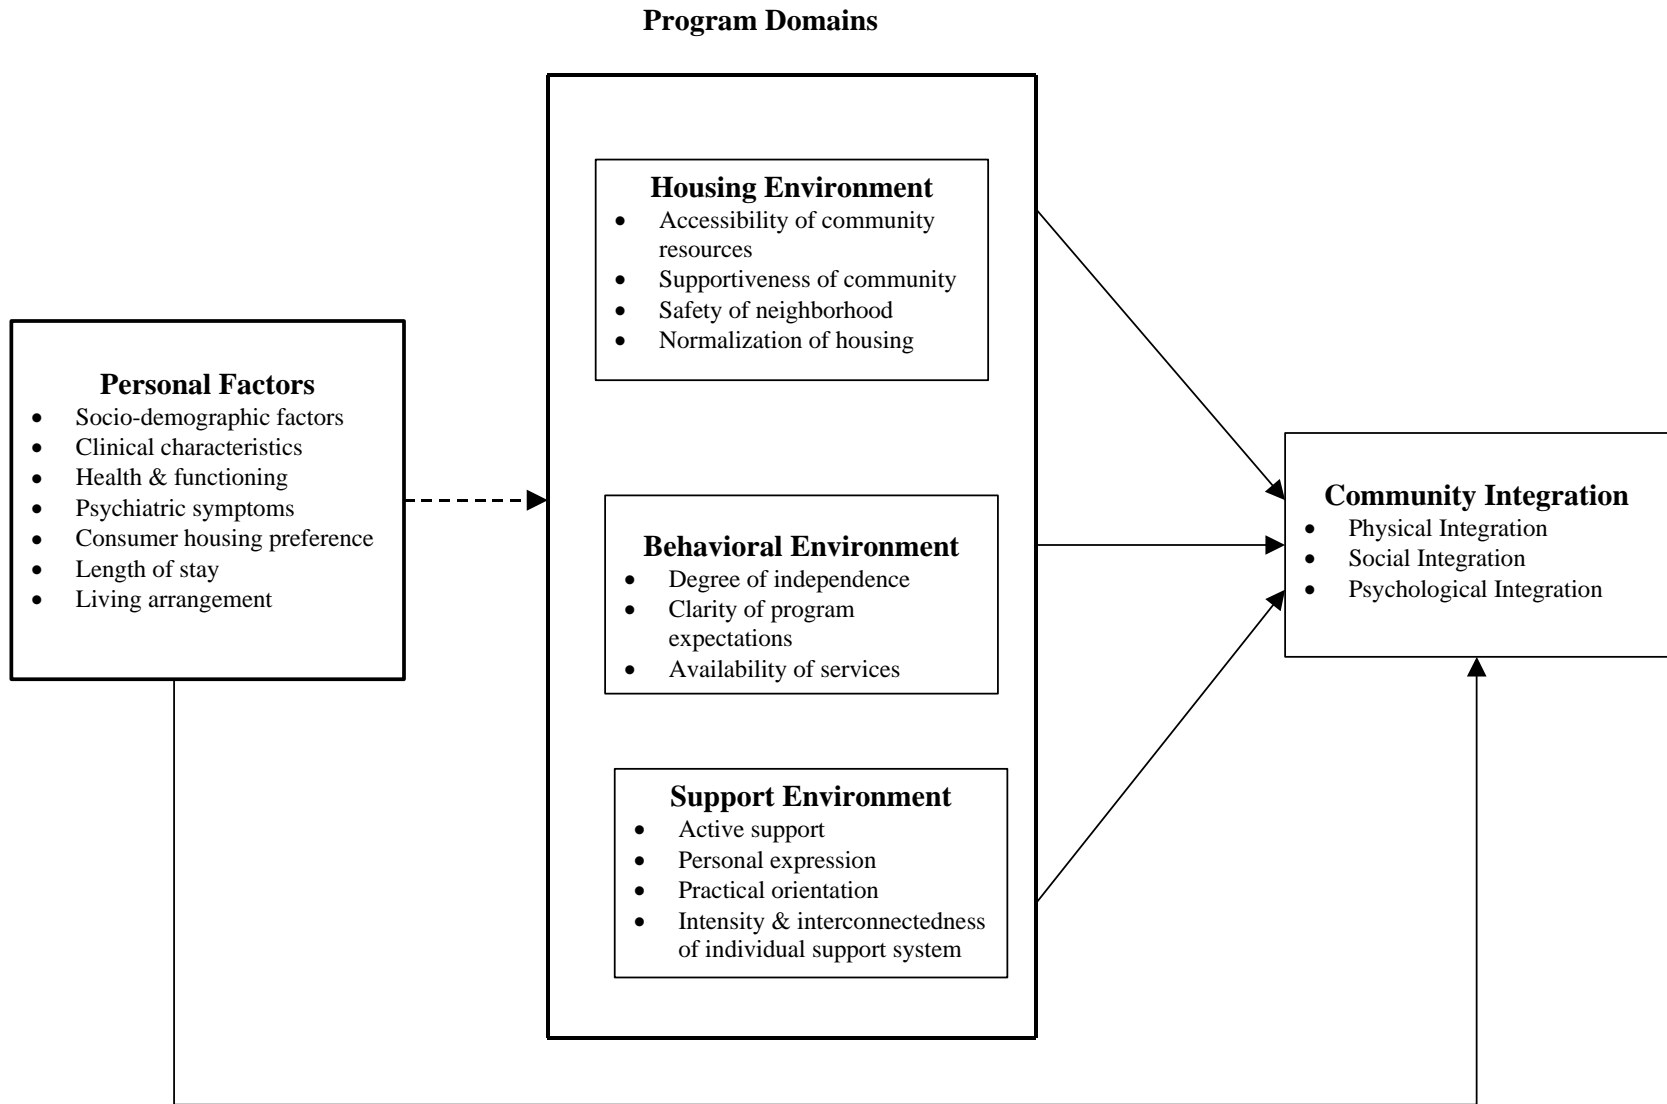 Program Domains
Housing Environment
• Accessibility of community
resources
• Supportiveness of community
• Safety of neighborhood
• Normalization of housing
Personal Factors
• Socio-demographic factors
• Clinical characteristics
• Health & functioning
• Psychiatric symptoms
• Consumer housing preference
• Length of stay
• Living arrangement
Behavioral Environment
• Degree of independence
• Clarity of program
expectations
• Availability of services
Support Environment
• Active support
• Personal expression
• Practical orientation
• Intensity & interconnectedness
of individual support system
Community Integration
• Physical Integration
• Social Integration
• Psychological Integration